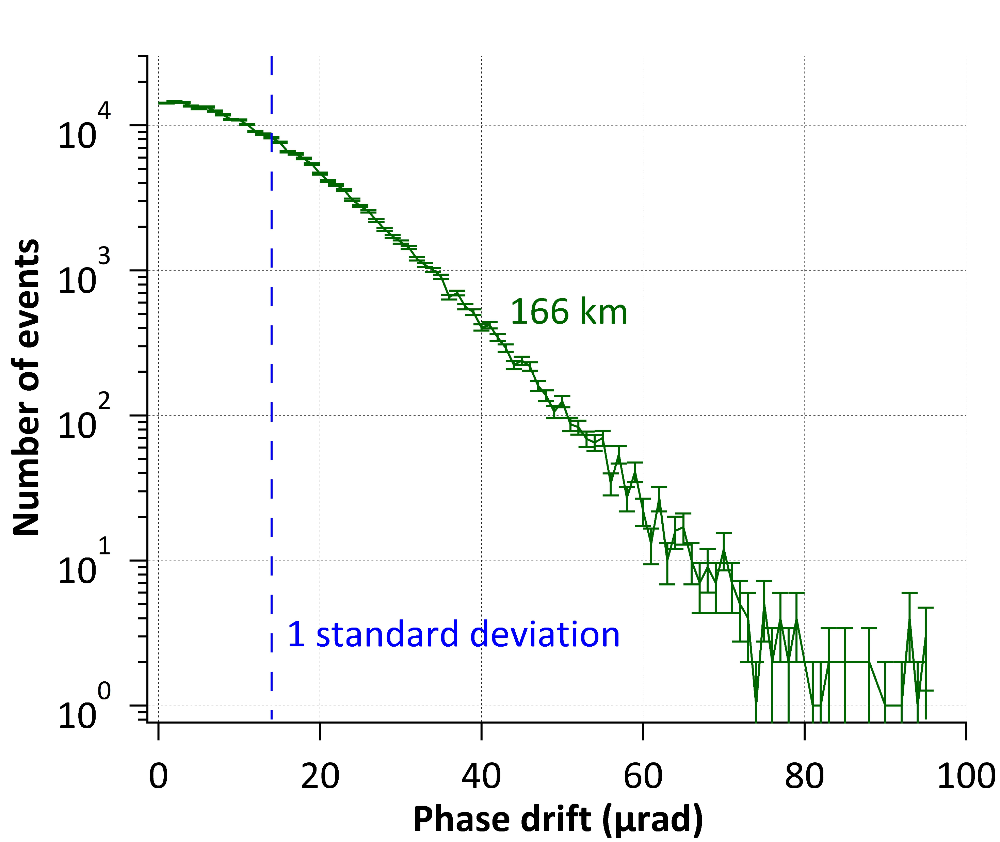 Number of events
10^4
10^3
10^2
10^1
10^0
166 km
1 standard deviation
0 20 40 60 80 100
Phase drift (µrad)